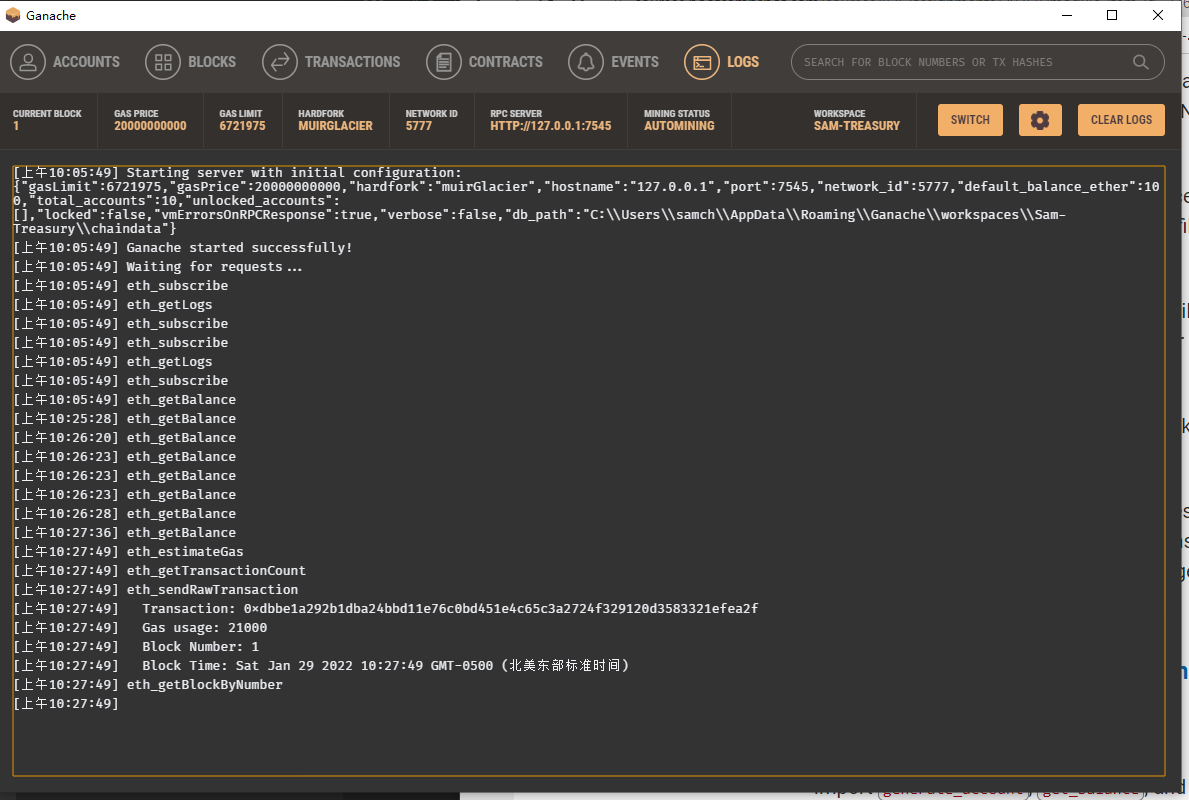 Ganache
ACCOUNTS BLOCKS TRANSACTIONS CONTRACTS EVENTS LOGS SEARCH FOR BLOCK NUMBERS OR TX HASHES
CURRENT BLOCK GAS PRICE GAS LIMIT HARDFORK NETWORK ID RPC SERVER MINING STATUS WORKSPACE
1 20000000000 6721975 MUIRGLACIER 5777 HTTP://127.0.0.1:7545 AUTOMINING SAM-TREASURY
SWITCH CLEAR LOGS
[上午10:05:49] Starting server with initial configuration:
{"gasLimit":6721975,"gasPrice":20000000000,"hardfork":"muirGlacier","hostname":"127.0.0.1","port":7545,"network_id":5777,"default_balance_ether":10
0,"total_accounts":10,"unlocked_accounts":
[],"locked":false,"vmErrorsOnRPCResponse":true,"verbose":false,"db_path":"C:\\Users\\samch\\AppData\\Roaming\\Ganache\\workspaces\\Sam-
Treasury\\chaindata"}
[上午10:05:49] Ganache started successfully!
[上午10:05:49] Waiting for requests...
[上午10:05:49] eth_subscribe
[上午10:05:49] eth_getLogs
[上午10:05:49] eth_subscribe
[上午10:05:49] eth_subscribe
[上午10:05:49] eth_getLogs
[上午10:05:49] eth_subscribe
[上午10:05:49] eth_getBalance
[上午10:25:28] eth_getBalance
[上午10:26:20] eth_getBalance
[上午10:26:23] eth_getBalance
[上午10:26:23] eth_getBalance
[上午10:26:23] eth_getBalance
[上午10:26:28] eth_getBalance
[上午10:27:36] eth_getBalance
[上午10:27:49] eth_estimateGas
[上午10:27:49] eth_getTransactionCount
[上午10:27:49] eth_sendRawTransaction
[上午10:27:49] Transaction: 0xdbbe1a292b1dba24bbd11e76c0bd451e4c65c3a2724f329120d3583321efea2f
[上午10:27:49] Gas usage: 21000
[上午10:27:49] Block Number: 1
[上午10:27:49] Block Time: Sat Jan 29 2022 10:27:49 GMT-0500 (北美东部标准时间)
[上午10:27:49] eth_getBlockByNumber
[上午10:27:49]